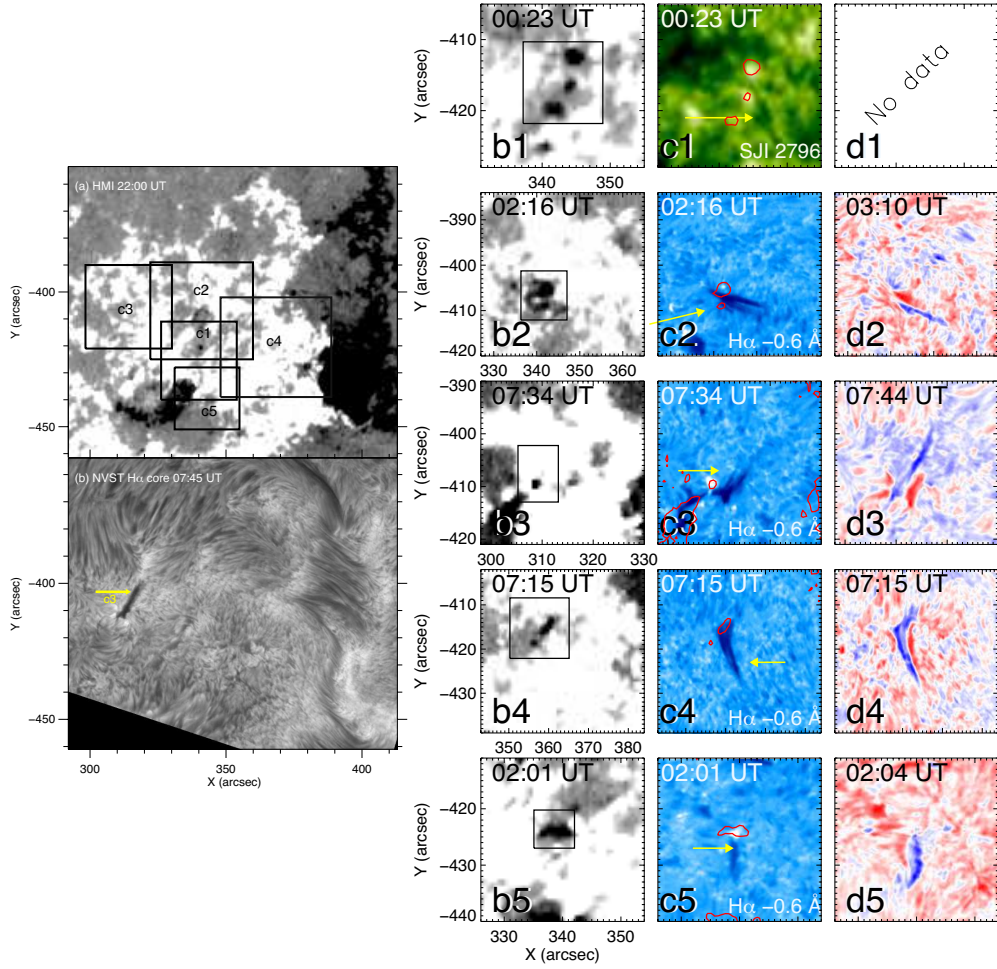 (a) HMI 22:00 UT
−400
−450
Y (arcsec)
c3
c2
c1
c4
c5
(b) NVST Hα core 07:45 UT
c3
−400
−450
Y (arcsec)
300
350
400
X (arcsec)
00:23 UT
b1
−410
−420
Y (arcsec)
340
350
00:23 UT
c1
SJI 2796
No data
d1
02:16 UT
b2
−390
−400
−410
−420
Y (arcsec)
330
340
350
360
02:16 UT
c2
Hα −0.6 Å
03:10 UT
d2
07:34 UT
b3
−390
−400
−410
−420
Y (arcsec)
300
310
320
330
07:34 UT
c3
Hα −0.6 Å
07:44 UT
d3
07:15 UT
b4
−410
−420
−430
Y (arcsec)
350
360
370
380
07:15 UT
c4
Hα −0.6 Å
07:15 UT
d4
02:01 UT
b5
−420
−430
−440
Y (arcsec)
330
340
350
X (arcsec)
02:01 UT
c5
Hα −0.6 Å
02:04 UT
d5